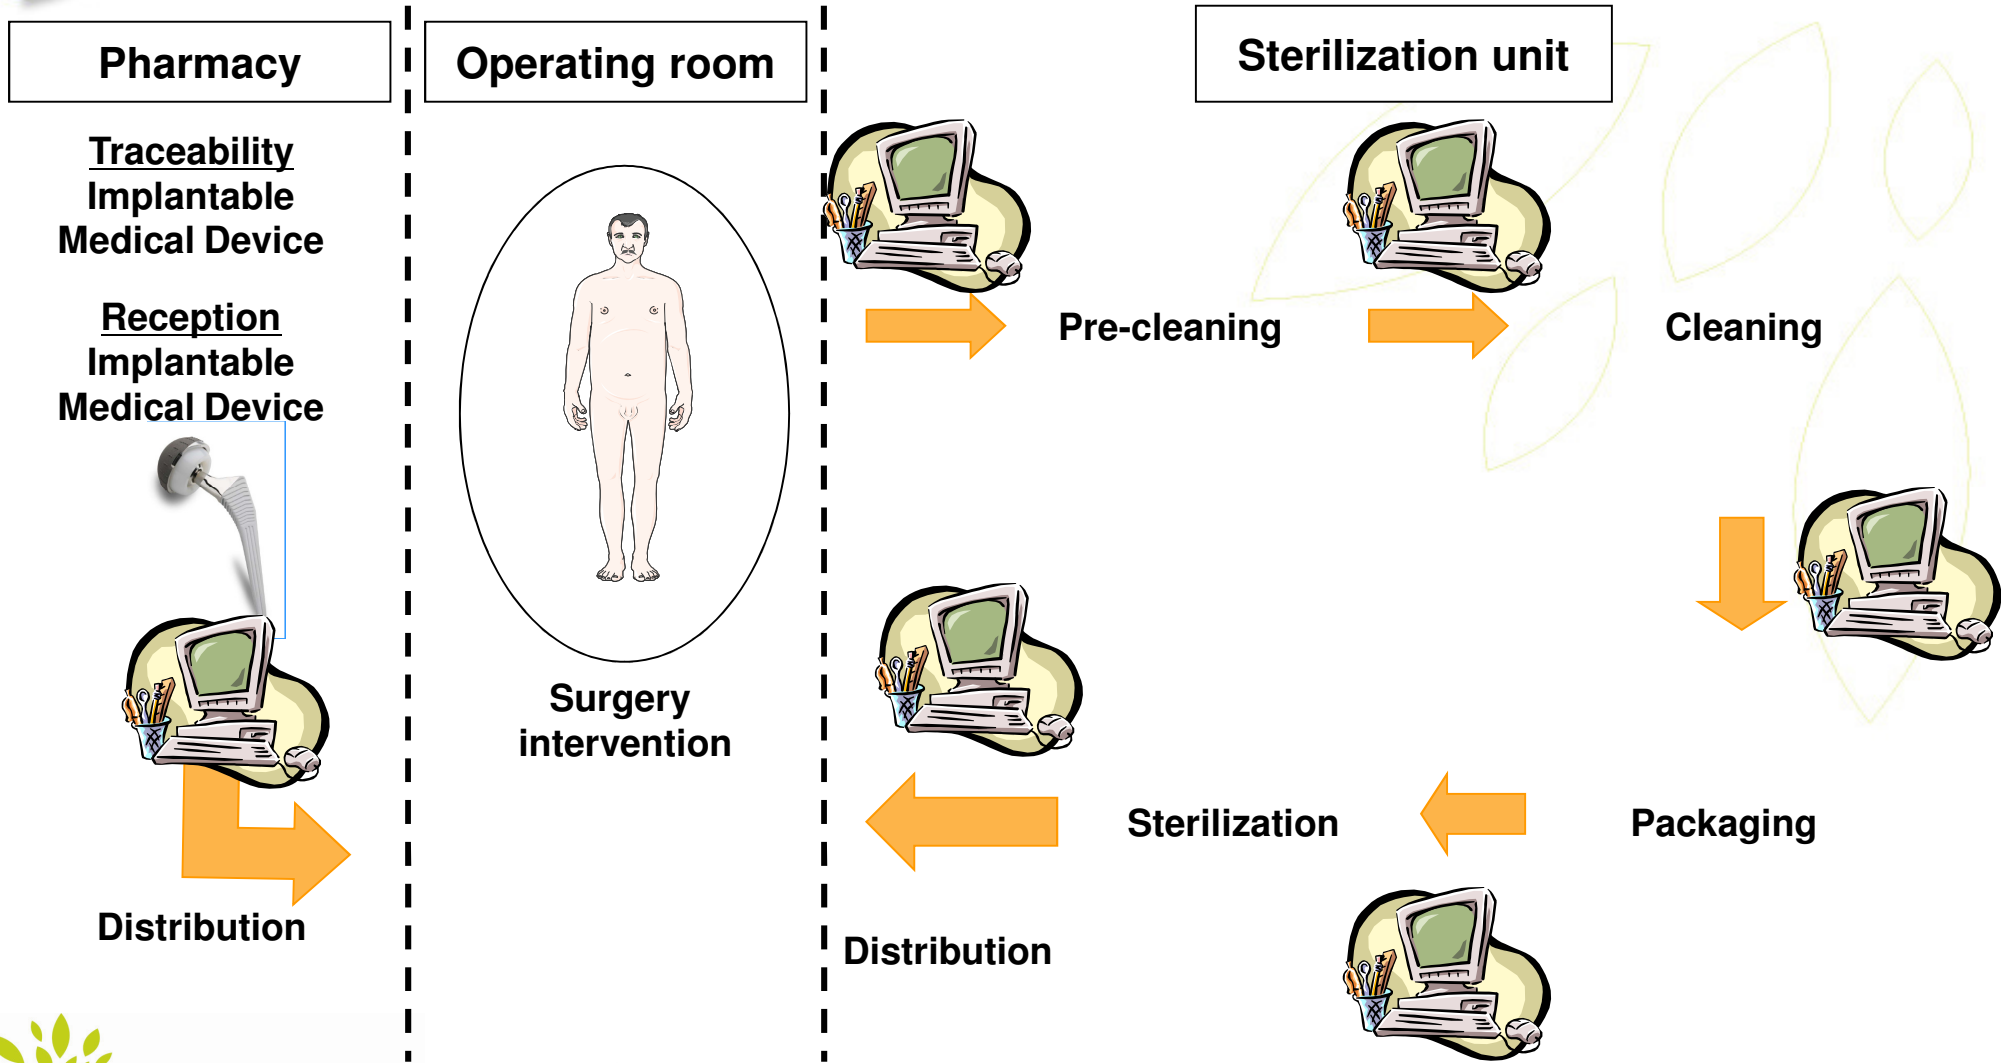 Pharmacy
Traceability
Implantable
Medical Device
Reception
Implantable
Medical Device
Distribution
Operating room
Surgery
intervention
Sterilization unit
Pre-cleaning
Cleaning
Packaging
Sterilization
Distribution